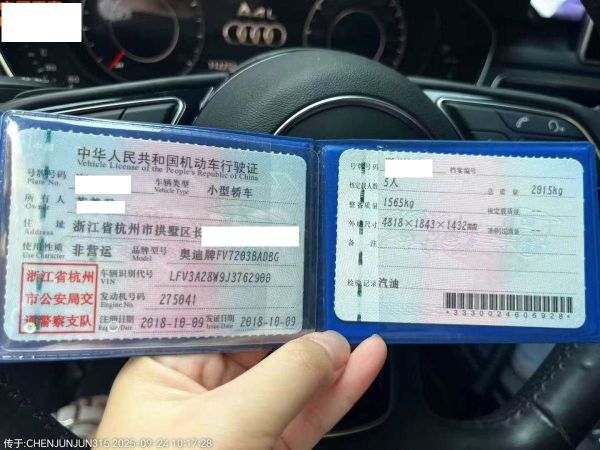 A4L
中华人民共和国机动车行驶证
Vehicle License of the People's Republic of China
号牌号码
Plate No.
车辆类型
Vehicle Type
小型轿车
所有人
Owner
住址
Address
浙江省杭州市拱墅区长
使用性质
Use Character
非营运
品牌型号
Model
奥迪牌FV7203BADBG
浙江省杭州
市公安局交
通警察支队
车辆识别代号
VIN
LFV3A28W9J3762900
发动机号码
Engine No.
275041
注册日期
Register Date
2018-10-09
发证日期
Issue Date
2018-10-09
号牌号码
档案编号
核定载人数
5人
总质量
2015kg
整备质量
1565kg
核定载质量
外廓尺寸
4818×1843×1432mm
准牵引总质量
备注
检验记录
汽油
*3330024606928*
传于:CHENJUNJUN315 2025-09-24 10:17:28